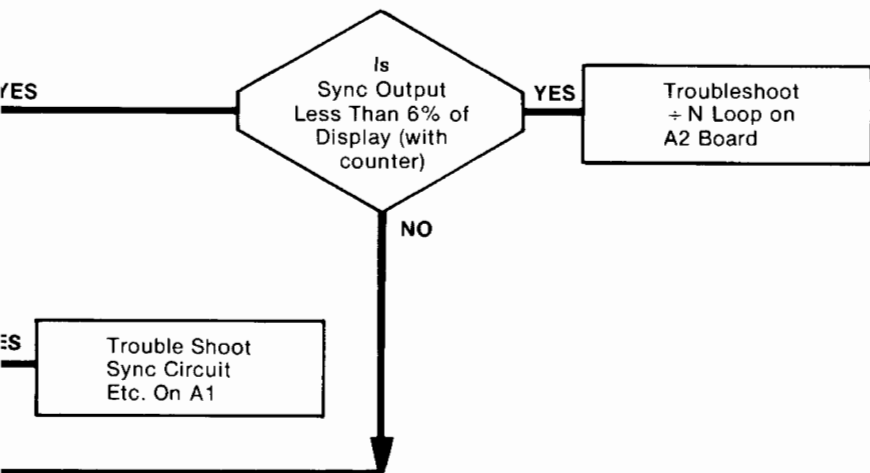 YES
Is
Sync Output
Less Than 6% of
Display (with
counter)
YES
Troubleshoot
÷ N Loop on
A2 Board
NO
ES
Trouble Shoot
Sync Circuit
Etc. On A1